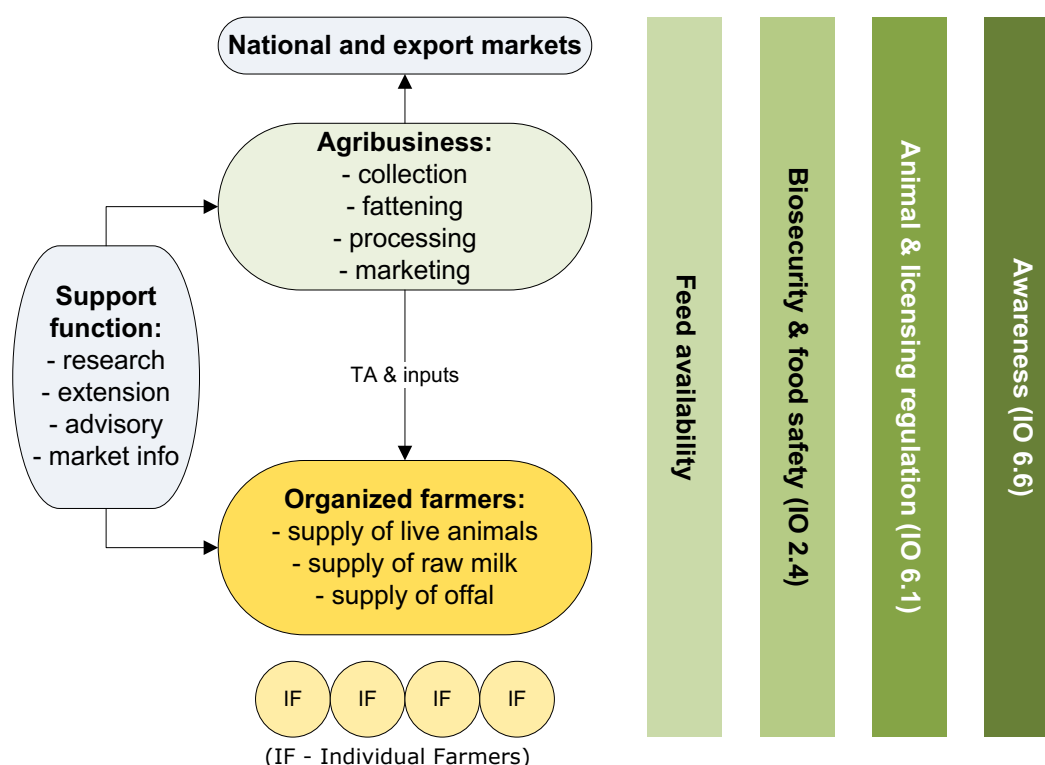 National and export markets
Agribusiness:
- collection
- fattening
- processing
- marketing
Support
function:
- research
- extension
- advisory
- market info
TA & inputs
Organized farmers:
- supply of live animals
- supply of raw milk
- supply of offal
IF IF IF IF
(IF - Individual Farmers)
Feed availability
Biosecurity & food safety (IO 2.4)
Animal & licensing regulation (IO 6.1)
Awareness (IO 6.6)